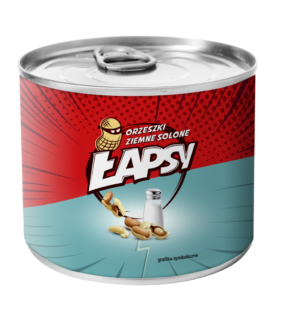 ORZESZKI
ZIEMNE SOLONE
ŁAPSY
grafika symboliczna